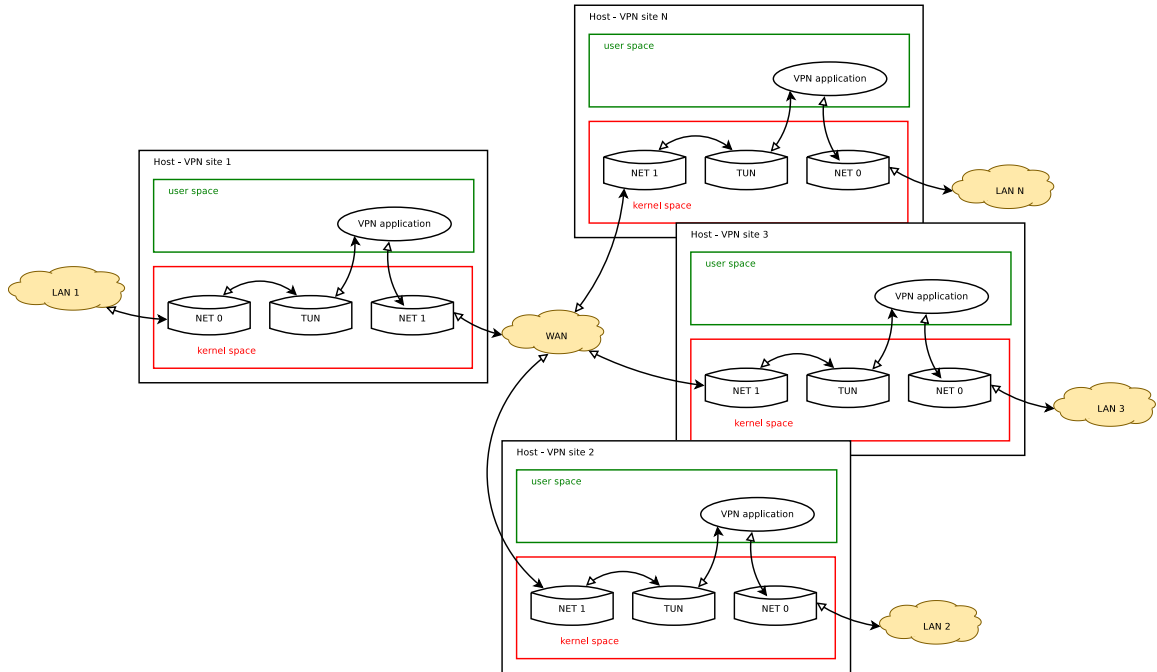 Host - VPN site N
user space
VPN application
NET 1
TUN
NET 0
kernel space
LAN N
Host - VPN site 1
user space
VPN application
LAN 1
NET 0
TUN
NET 1
kernel space
WAN
Host - VPN site 3
user space
VPN application
NET 1
TUN
NET 0
kernel space
LAN 3
Host - VPN site 2
user space
VPN application
NET 1
TUN
NET 0
kernel space
LAN 2